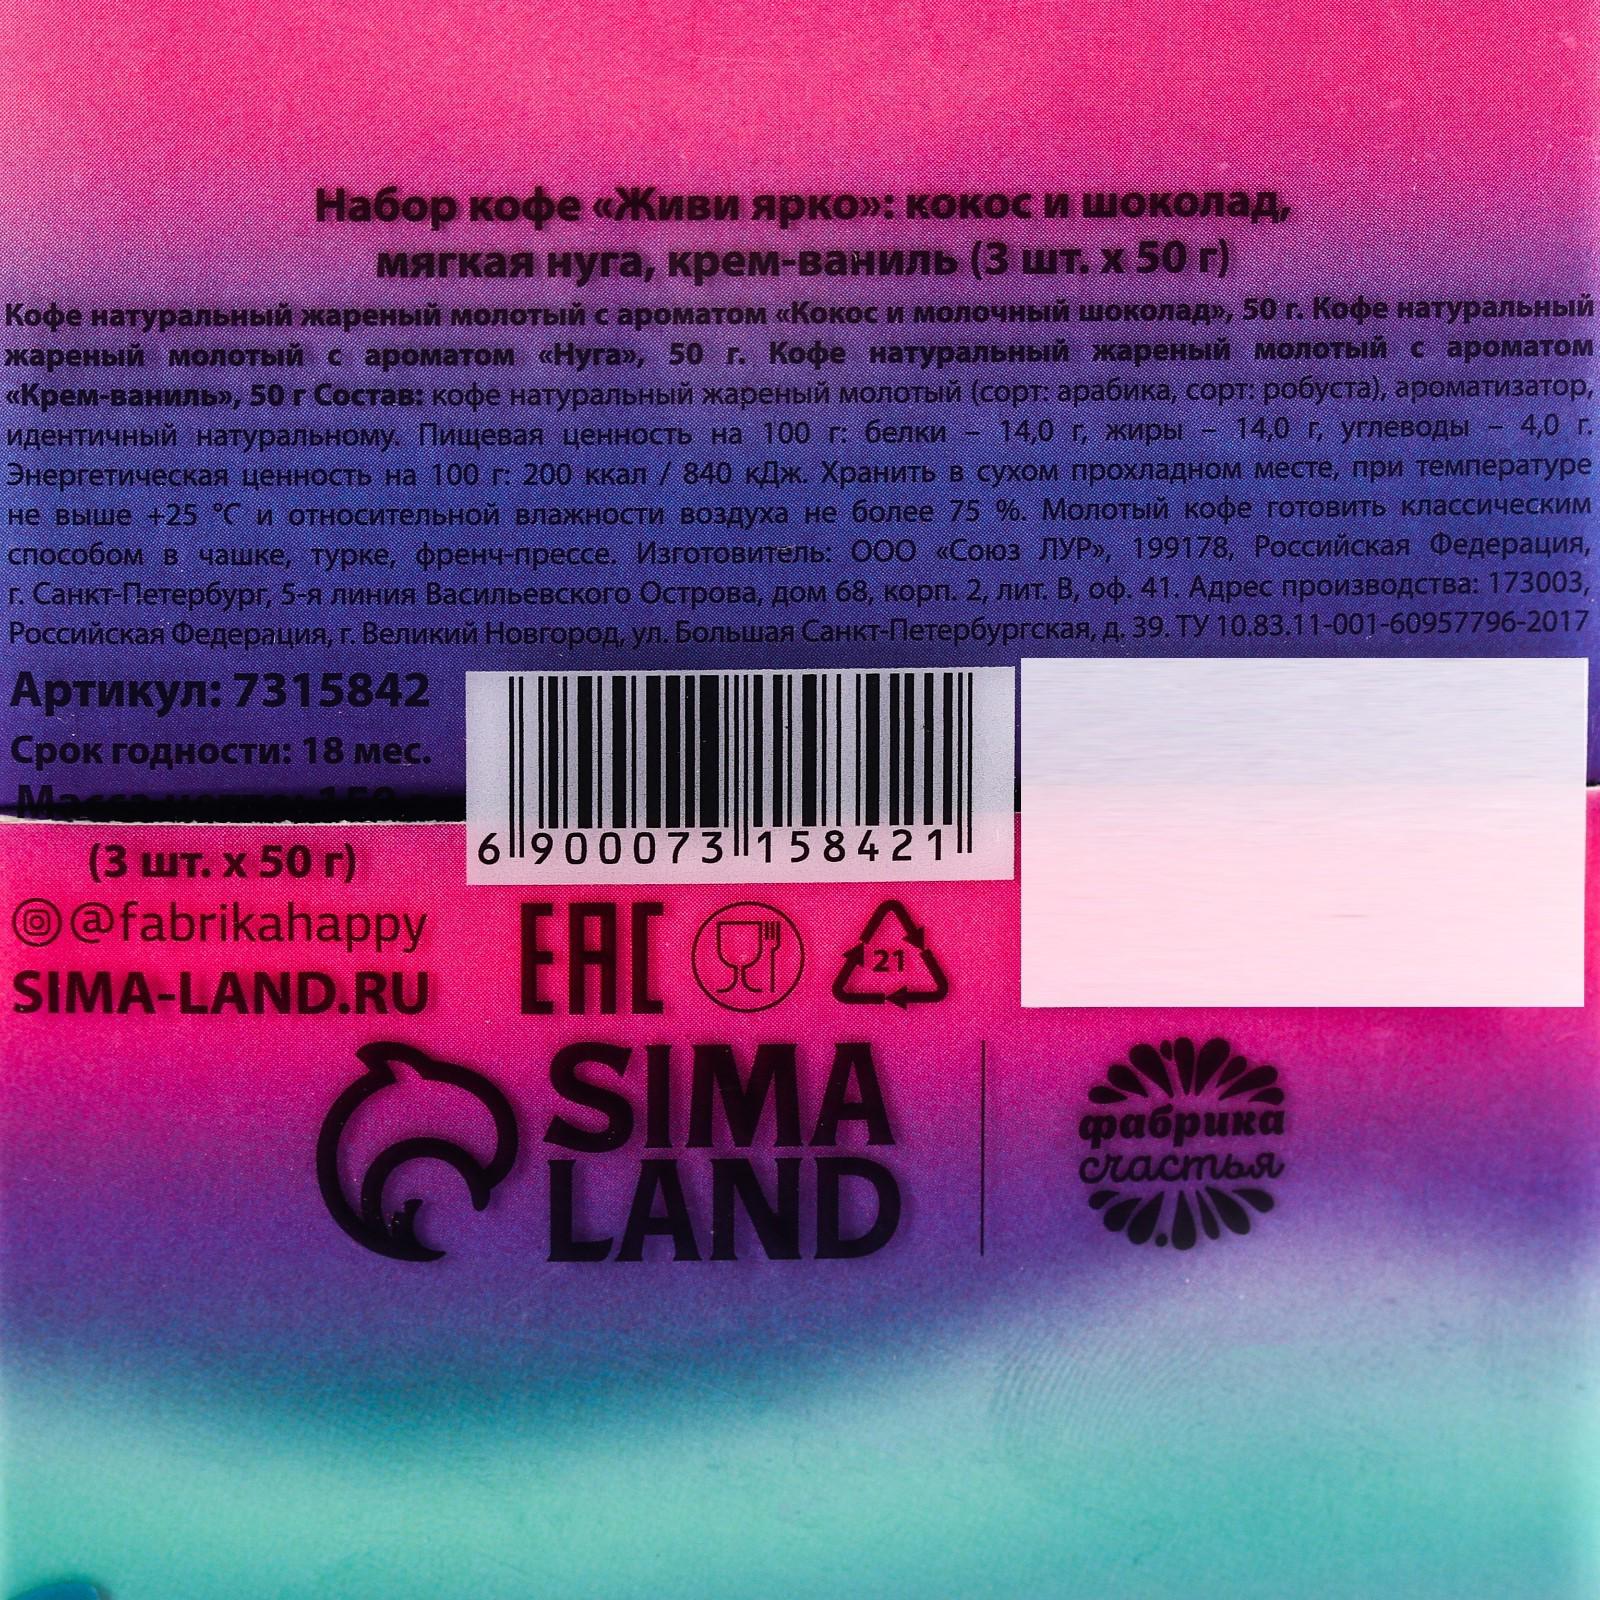 Набор кофе «Живи ярко»: кокос и шоколад,
мягкая нуга, крем-ваниль (3 шт. х 50 г)
Кофе натуральный жареный молотый с ароматом «Кокос и молочный шоколад», 50 г. Кофе натуральный
жареный молотый с ароматом «Нуга», 50 г. Кофе натуральный жареный молотый с ароматом
«Крем-ваниль», 50 г Состав: кофе натуральный жареный молотый (сорт: арабика, сорт: робуста), ароматизатор,
идентичный натуральному. Пищевая ценность на 100 г: белки – 14,0 г, жиры – 14,0 г, углеводы – 4,0 г.
Энергетическая ценность на 100 г: 200 ккал / 840 кДж. Хранить в сухом прохладном месте, при температуре
не выше +25 °С и относительной влажности воздуха не более 75 %. Молотый кофе готовить классическим
способом в чашке, турке, френч-прессе. Изготовитель: ООО «Союз ЛУР», 199178, Российская Федерация,
г. Санкт-Петербург, 5-я линия Васильевского Острова, дом 68, корп. 2, лит. В, оф. 41. Адрес производства: 173003,
Российская Федерация, г. Великий Новгород, ул. Большая Санкт-Петербургская, д. 39. ТУ 10.83.11-001-60957796-2017
Артикул: 7315842
Срок годности: 18 мес.
Масса нетто: 150 г
(3 шт. х 50 г)
@fabrikahappy
SIMA-LAND.RU
6 900073 158421
EAC
21
SIMA
LAND
фабрика
счастья